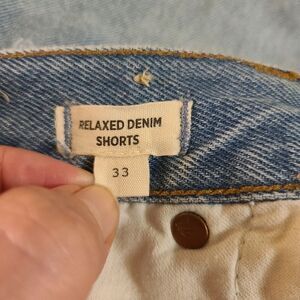 RELAXED DENIM
SHORTS
33